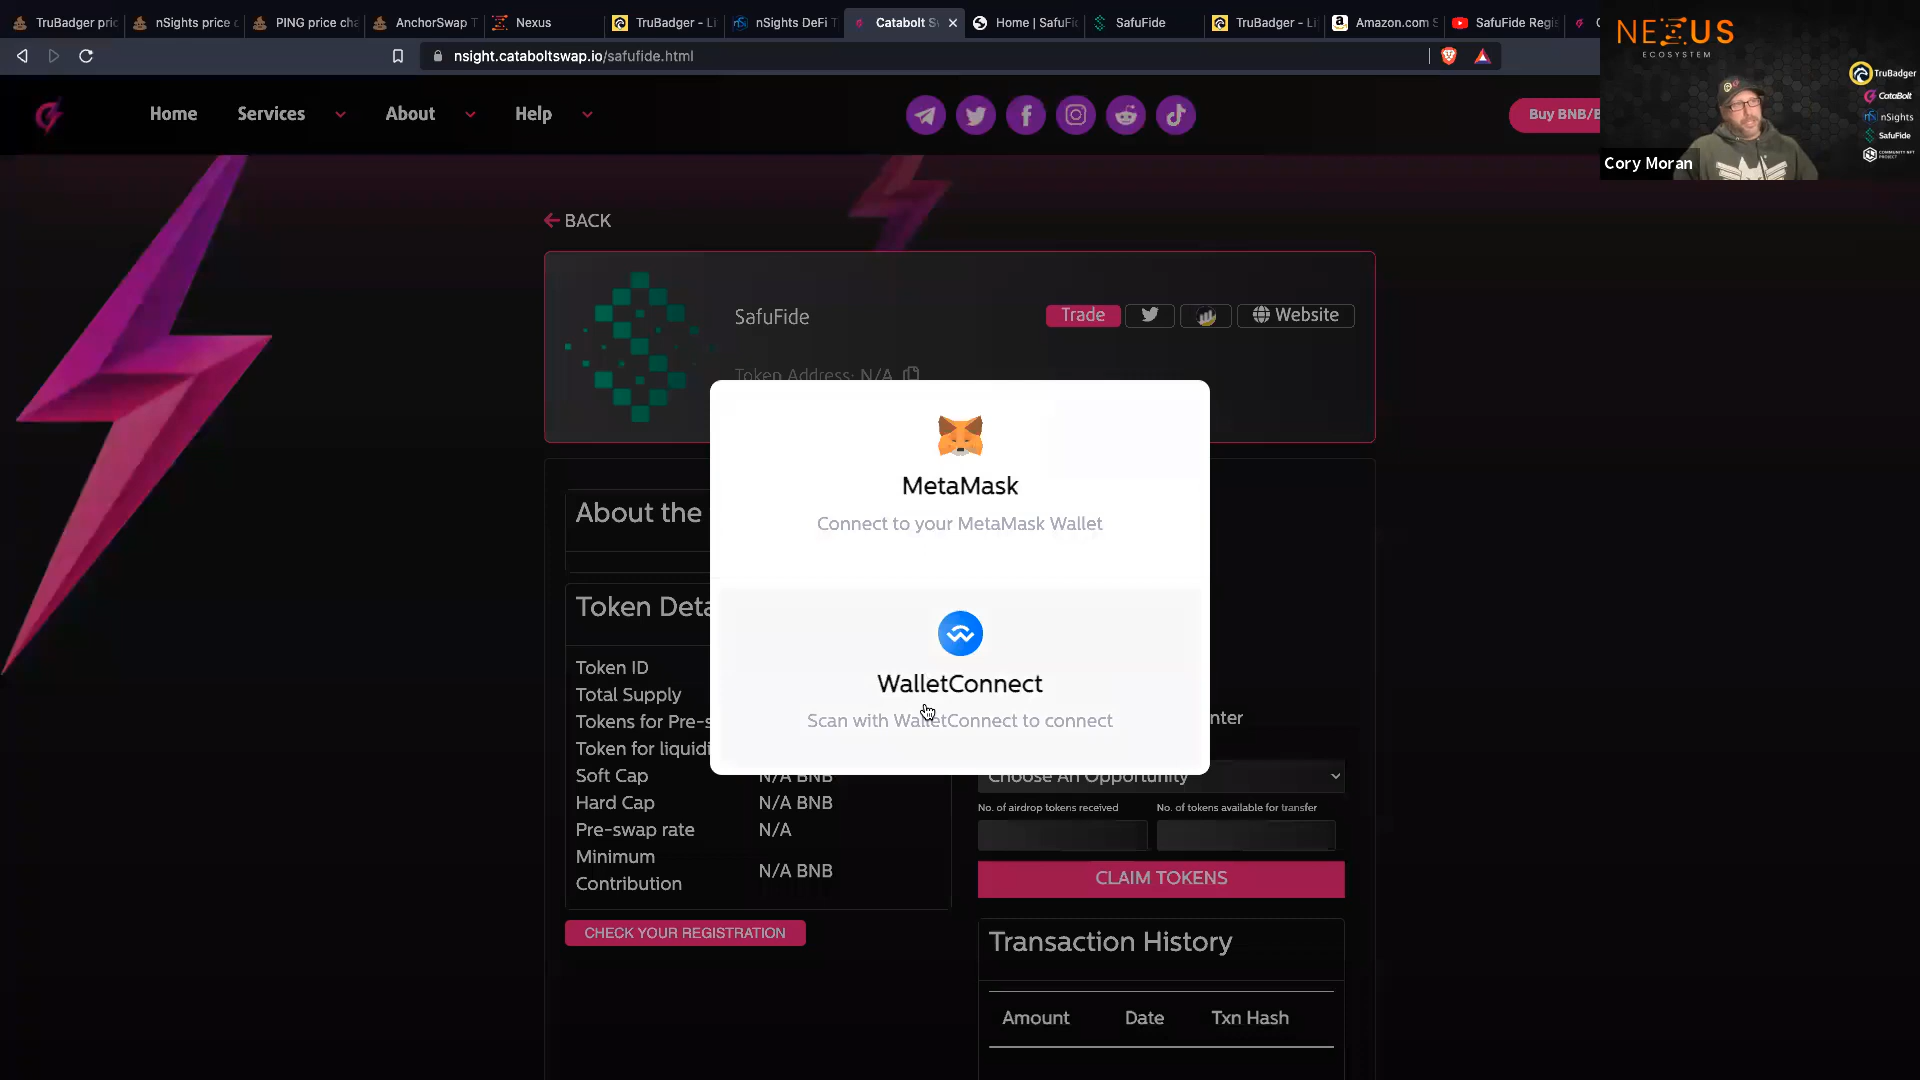 TruBadger pric
nSights price c
PING price cha
AnchorSwap T
Nexus
TruBadger - Li
nSights DeFi T
Catabolt Sw
Home | SafuFi
SafuFide
TruBadger - Li
Amazon.com S
SafuFide Regis
nsight.cataboltswap.io/safufide.html
NEXUS
ECOSYSTEM
TruBadger
CataBolt
nSights
SafuFide
COMMUNITY NFT
PROJECT
Cory Moran
Home
Services
About
Help
Buy BNB/B
BACK
SafuFide
Trade
Website
Token Address: N/A
MetaMask
Connect to your MetaMask Wallet
WalletConnect
Scan with WalletConnect to connect
About the
Token Deta
Token ID
Total Supply
Tokens for Pre-s
Token for liquidi
Soft Cap
N/A BNB
Hard Cap
N/A BNB
Pre-swap rate
N/A
Minimum
Contribution
N/A BNB
CHECK YOUR REGISTRATION
nter
Choose An Opportunity
No. of airdrop tokens received
No. of tokens available for transfer
CLAIM TOKENS
Transaction History
Amount
Date
Txn Hash